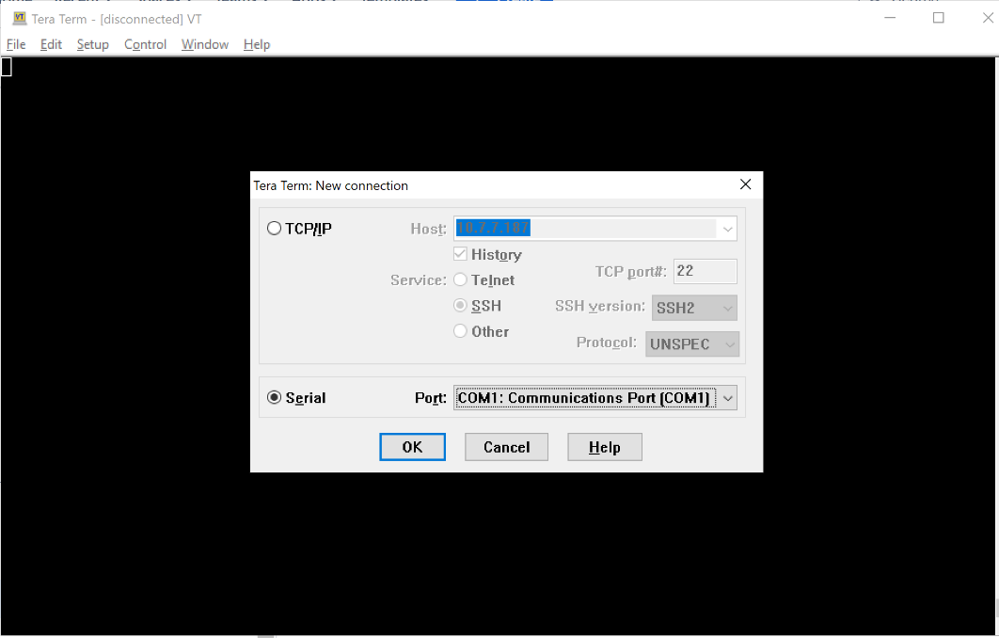 Tera Term - [disconnected] VT
File Edit Setup Control Window Help
Tera Term: New connection
TCP/IP Host: 10.7.7.187
History
Service: Telnet TCP port#: 22
SSH SSH version: SSH2
Other Protocol: UNSPEC
Serial Port: COM1: Communications Port (COM1)
OK Cancel Help